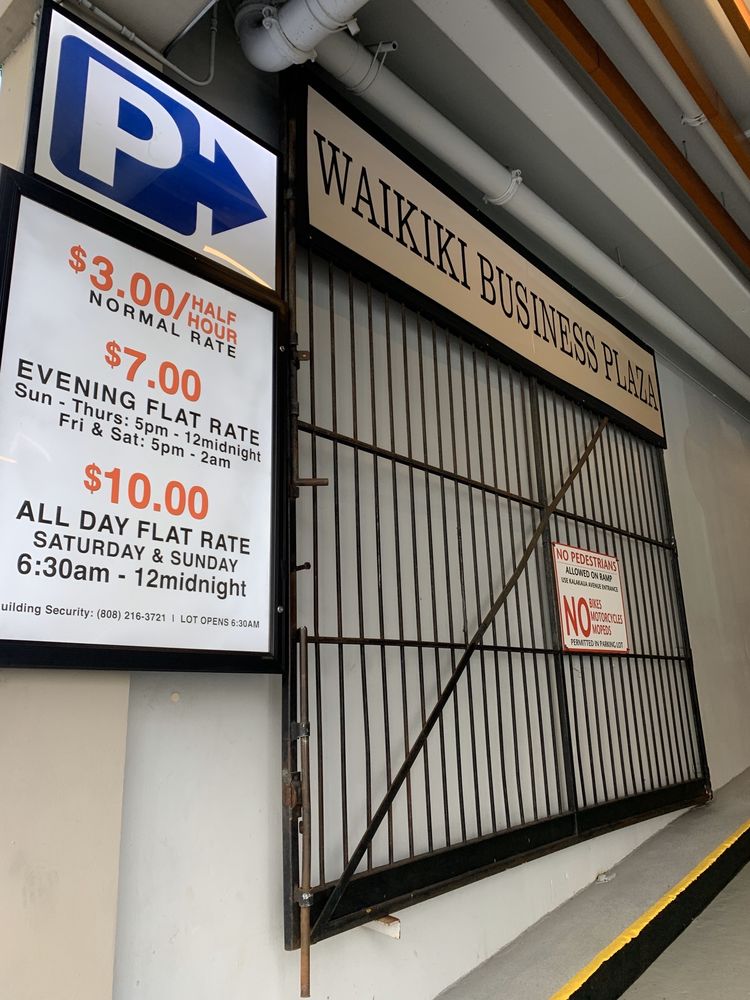 P
$3.00/HALF HOUR
NORMAL RATE
$7.00
EVENING FLAT RATE
Sun - Thurs: 5pm - 12midnight
Fri & Sat: 5pm - 2am
$10.00
ALL DAY FLAT RATE
SATURDAY & SUNDAY
6:30am - 12midnight
uilding Security: (808) 216-3721 | LOT OPENS 6:30AM
WAIKIKI BUSINESS PLAZA
NO PEDESTRIANS
ALLOWED ON RAMP
USE KALAKAUA AVENUE ENTRANCE
NO BIKES
MOTORCYCLES
MOPEDS
PERMITTED IN PARKING LOT